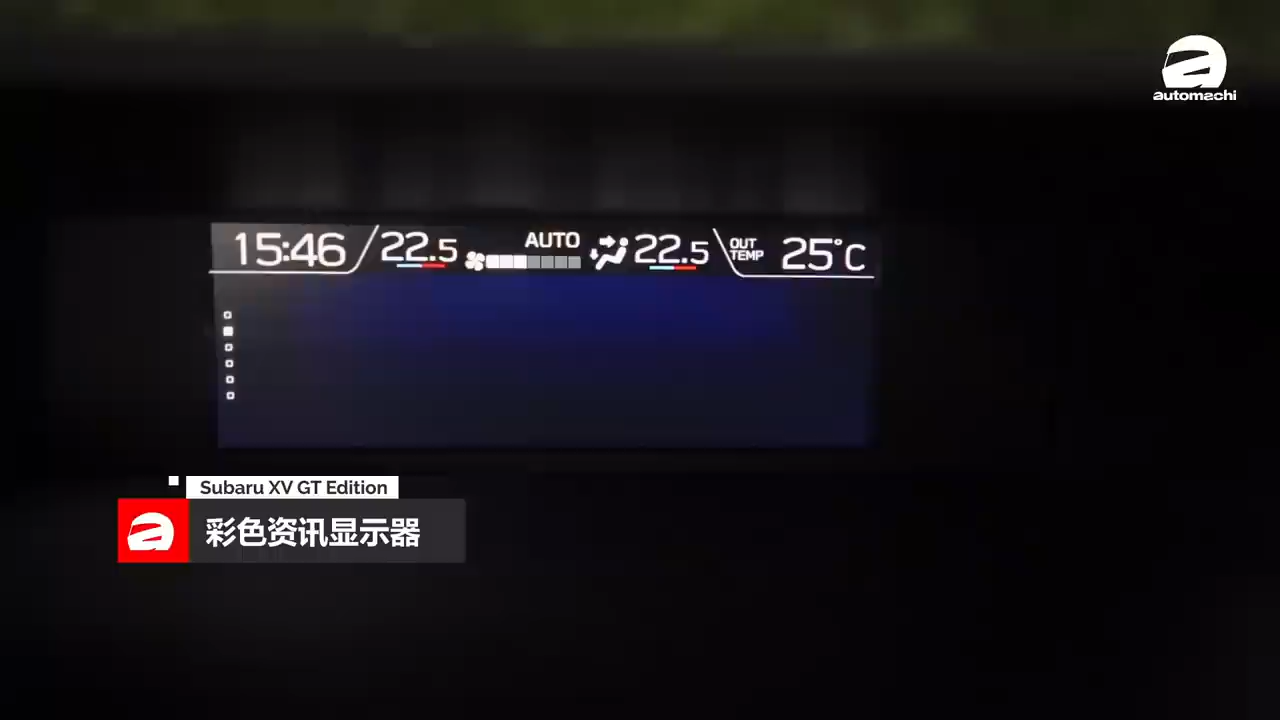 automachi
15:46 22.5 AUTO 22.5 OUT TEMP 25°C
Subaru XV GT Edition
彩色资讯显示器